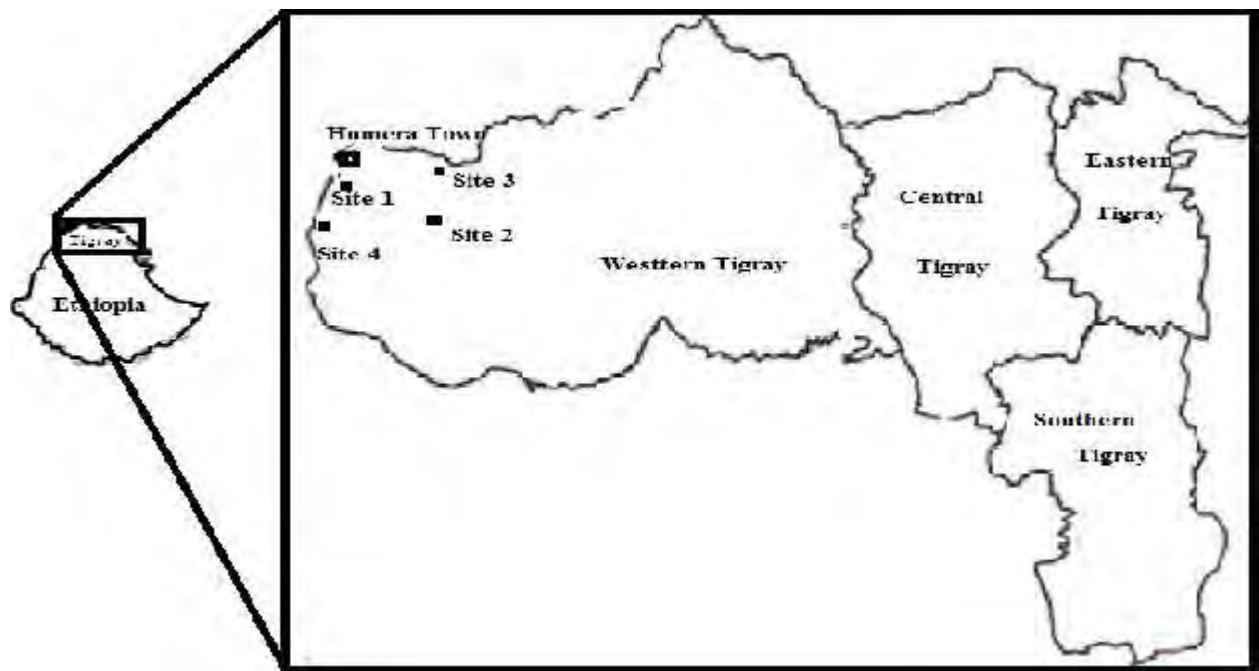 Humera Town
Site 3
Site 1
Site 2
Site 4
Westtern Tigray
Central
Tigray
Eastern
Tigray
Southern
Tigray
Tigray
Ethiopia